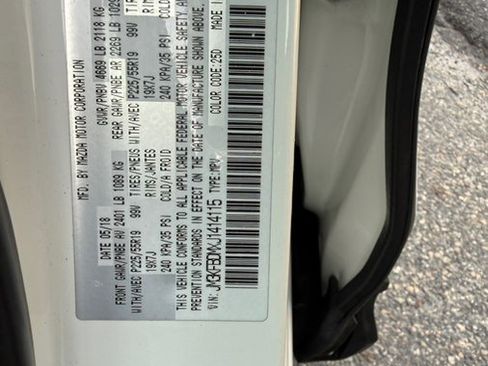 MFD. BY MAZDA MOTOR CORPORATION
05/18 GVWR/PNBV 4669 LB 2118 KG
FRONT GAWR/PNBE AV 2401 LB 1089 KG REAR GAWR/PNBE AR 2269 LB 1029
WITH/AVEC P225/55R19 99V TIRES/PNEUS WITH/AVEC P225/55R19 99V
19X7J RIMS/JANTES 19X7J
240 KPA/35 PSI COLD/A FROID 240 KPA/35 PSI COLD
THIS VEHICLE CONFORMS TO ALL APPLICABLE FEDERAL MOTOR VEHICLE SAFETY
PREVENTION STANDARDS IN EFFECT ON THE DATE OF MANUFACTURE SHOWN ABOVE.
VIN: TYPE: MPV COLOR CODE: 25D